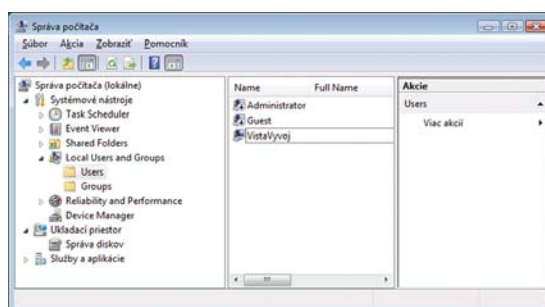 Správa počítača
Súbor Akcia Zobraziť Pomocník
Správa počítača (lokálne)
Systémové nástroje
Task Scheduler
Event Viewer
Shared Folders
Local Users and Groups
Users
Groups
Reliability and Performance
Device Manager
Ukladací priestor
Správa diskov
Služby a aplikácie
Name Full Name
Administrator
Guest
VistaVyvoj
Akcie
Users
Viac akcií